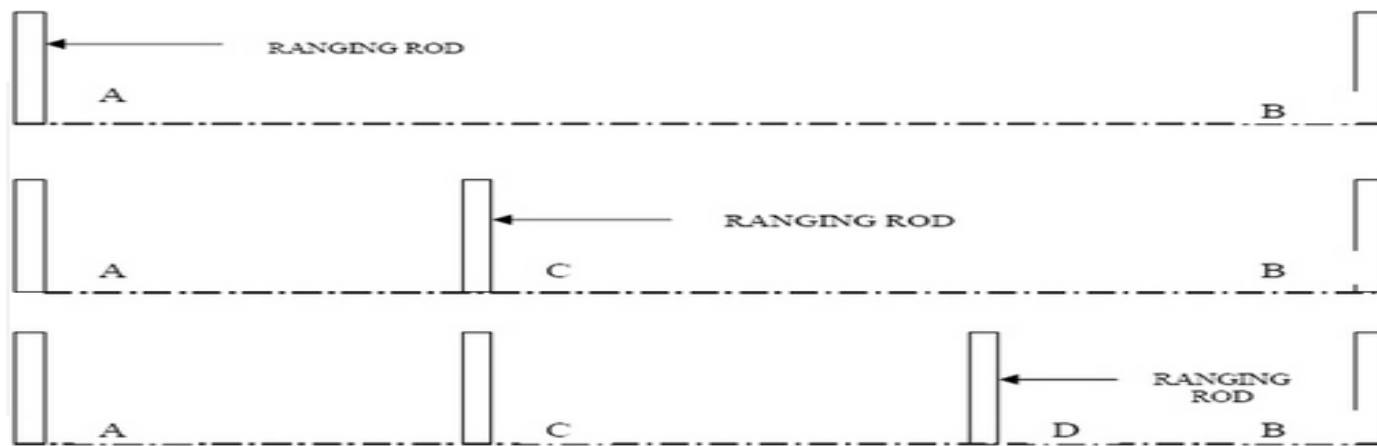 RANGING ROD
A B
RANGING ROD
A C B
RANGING
ROD
A C D B